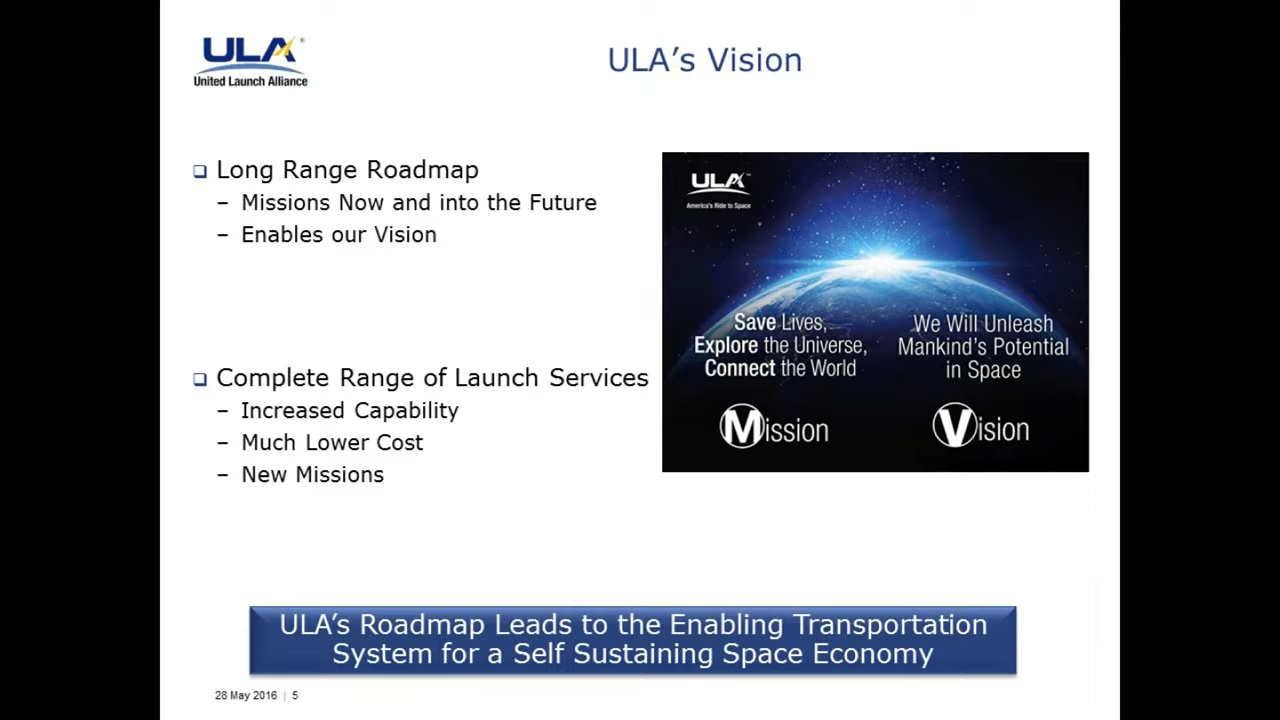 ULA®
United Launch Alliance
ULA’s Vision
Long Range Roadmap
– Missions Now and into the Future
– Enables our Vision
Complete Range of Launch Services
– Increased Capability
– Much Lower Cost
– New Missions
ULA™
America's Ride to Space
Save Lives,
Explore the Universe,
Connect the World
Mission
We Will Unleash
Mankind's Potential
in Space
Vision
ULA’s Roadmap Leads to the Enabling Transportation
System for a Self Sustaining Space Economy
28 May 2016 | 5